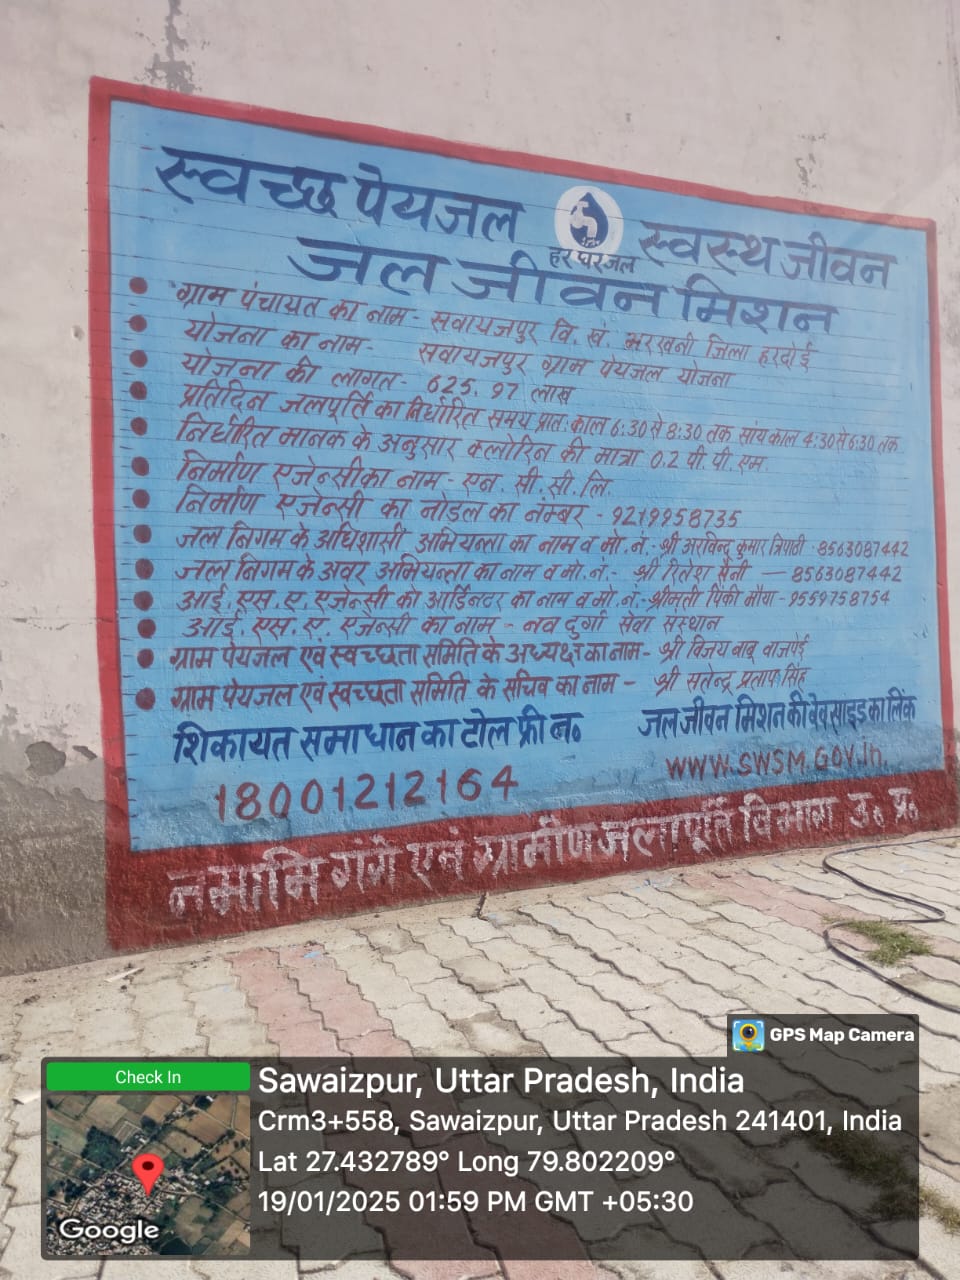 स्वच्छ पेयजल स्वस्थ जीवन
हर घर जल
जल जीवन मिशन
ग्राम पंचायत का नाम- सवायजपुर वि. खं. भरखनी जिला हरदोई
योजना का नाम- सवायजपुर ग्राम पेयजल योजना
योजना की लागत- 625.97 लाख
प्रतिदिन जलपूर्ति का निर्धारित समय प्रात: काल 6:30 से 8:30 तक सांय काल 4:30 से 6:30 तक
निर्धारित मानक के अनुसार क्लोरिन की मात्रा 0.2 पी. पी. एम.
निर्माण एजेन्सी का नाम- एन. सी. सी. लि.
निर्माण एजेन्सी का नोडल का नंम्बर - 9219958735
जल निगम के अधिशासी अभियन्ता का नाम व मो. नं.- श्री अरविन्द कुमार त्रिपाठी - 8563087442
जल निगम के अवर अभियन्ता का नाम व मो. नं.- श्री रितेश सैनी — 8563087442
आई. एस. ए. एजेन्सी को आर्डिनटर का नाम व मो. नं.- श्रीमती पिंकी मौया - 9559758754
आई. एस. ए. एजेन्सी का नाम - नव दुर्गा सेवा संस्थान
ग्राम पेयजल एवं स्वच्छता समिति के अध्यक्ष का नाम- श्री विजय बाबू वाजपेई
ग्राम पेयजल एवं स्वच्छता समिति के सचिव का नाम - श्री सतेन्द्र प्रताप सिंह
शिकायत समाधान का टोल फ्री न०
18001212164
जल जीवन मिशन की वेबसाइड का लिंक
www.SWSM.GOV.in.
नमामि गंगे एवं ग्रामीण जलापूर्ति विभाग उ० प्र०
GPS Map Camera
Check In
Google
Sawaizpur, Uttar Pradesh, India
Crm3+558, Sawaizpur, Uttar Pradesh 241401, India
Lat 27.432789° Long 79.802209°
19/01/2025 01:59 PM GMT +05:30